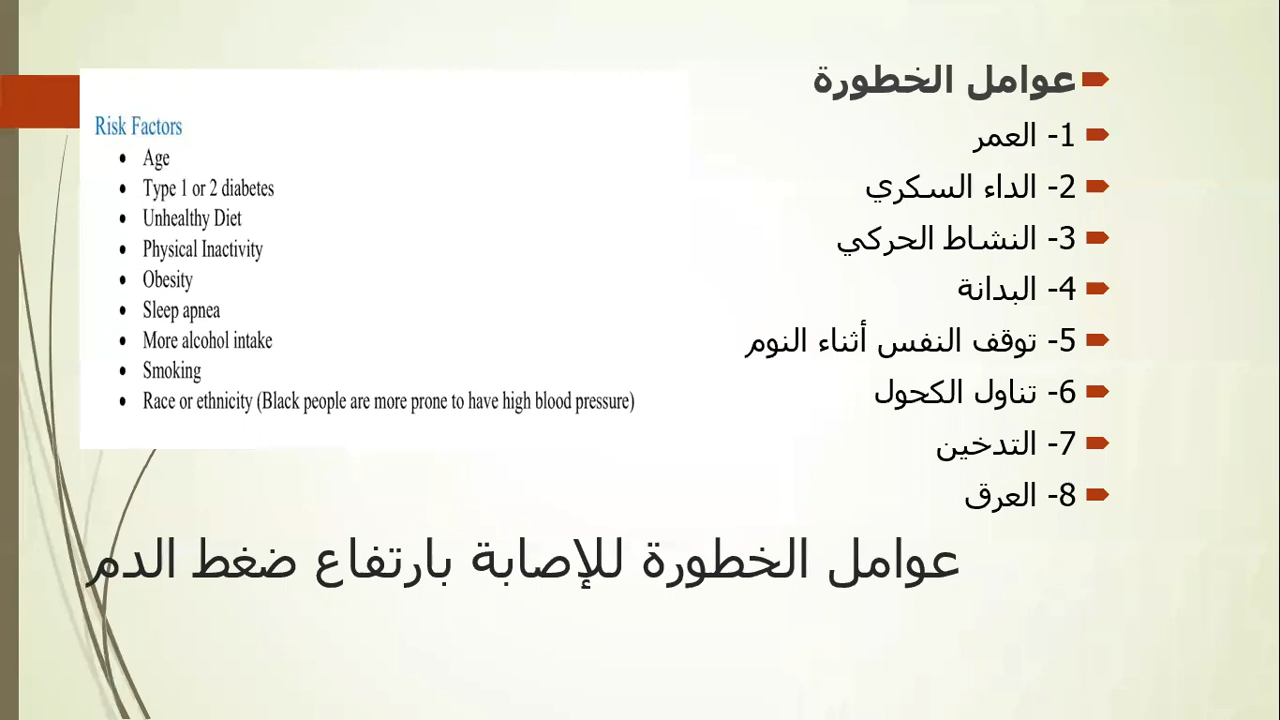 عوامل الخطورة
1- العمر
2- الداء السكري
3- النشاط الحركي
4- البدانة
5- توقف النفس أثناء النوم
6- تناول الكحول
7- التدخين
8- العرق
Risk Factors
• Age
• Type 1 or 2 diabetes
• Unhealthy Diet
• Physical Inactivity
• Obesity
• Sleep apnea
• More alcohol intake
• Smoking
• Race or ethnicity (Black people are more prone to have high blood pressure)
عوامل الخطورة للإصابة بارتفاع ضغط الدم